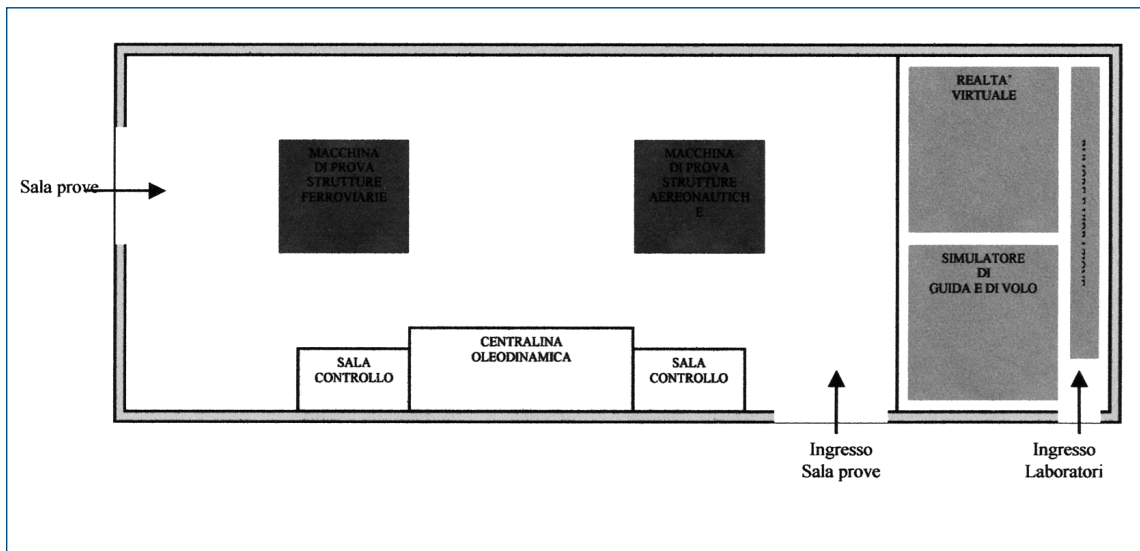 REALTA'
VIRTUALE
MACCHINA
DI PROVA
STRUTTURE
FERROVIARIE
MACCHINA
DI PROVA
STRUTTURE
AEREONAUTICH
E
Sala prove
SIMULATORE
DI
GUIDA E DI VOLO
CENTRALINA
OLEODINAMICA
SALA
CONTROLLO
SALA
CONTROLLO
Ingresso
Sala prove
Ingresso
Laboratori